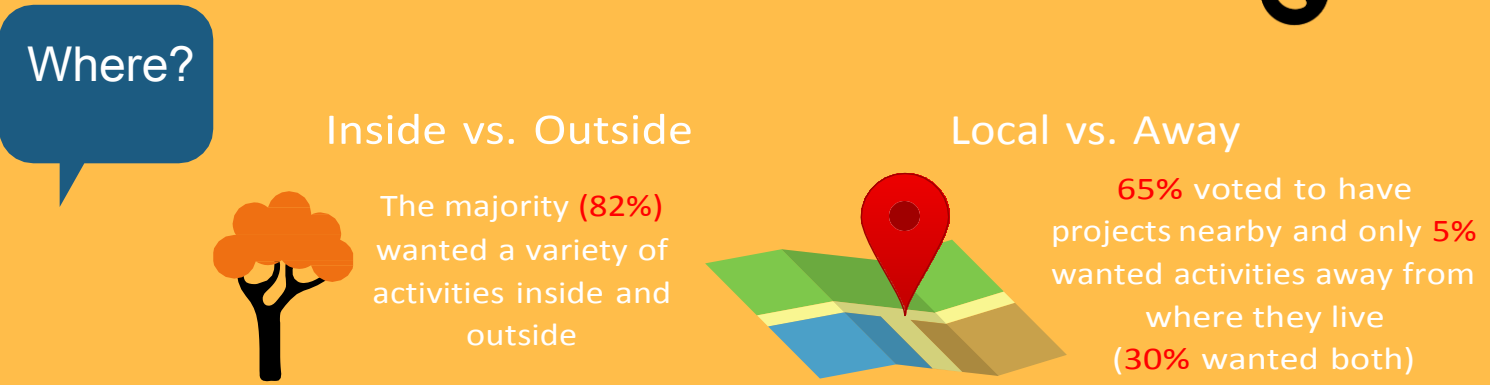 Where?
Inside vs. Outside
The majority (82%)
wanted a variety of
activities inside and
outside
Local vs. Away
65% voted to have
projects nearby and only 5%
wanted activities away from
where they live
(30% wanted both)